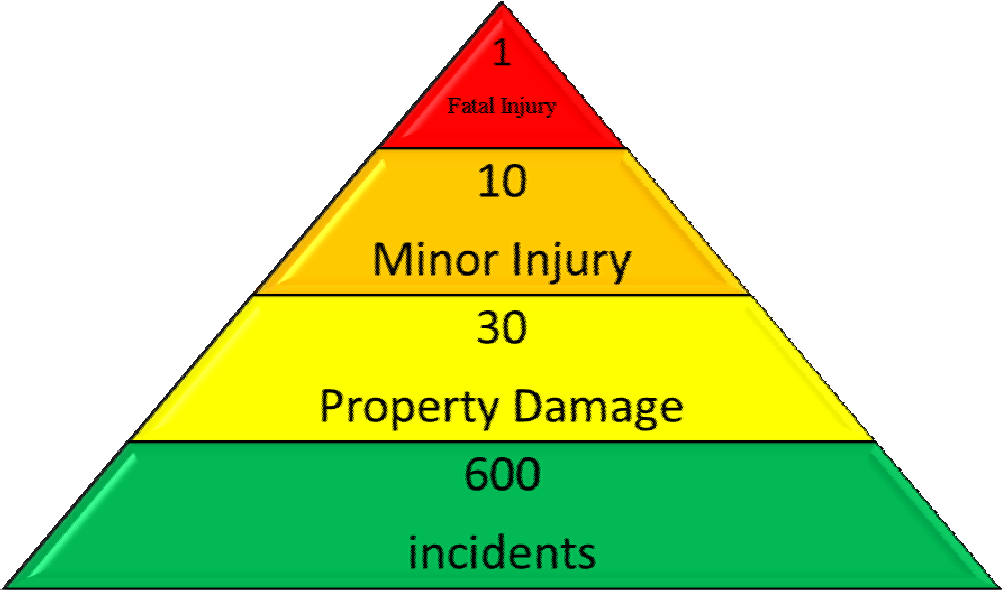 1
Fatal Injury
10
Minor Injury
30
Property Damage
600
incidents